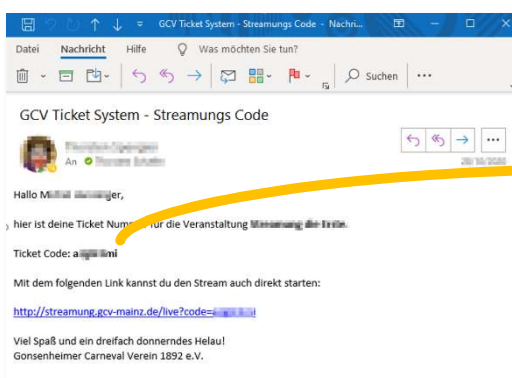 GCV Ticket System - Streamungs Code - Nachri...
Datei Nachricht Hilfe Was möchten Sie tun?
Suchen
GCV Ticket System - Streamungs Code
An
Hallo
hier ist deine Ticket für die Veranstaltung
Ticket Code:
Mit dem folgenden Link kannst du den Stream auch direkt starten:
http://streamung.gcv-mainz.de/live?code=
Viel Spaß und ein dreifach donnerndes Helau!
Gonsenheimer Carneval Verein 1892 e.V.